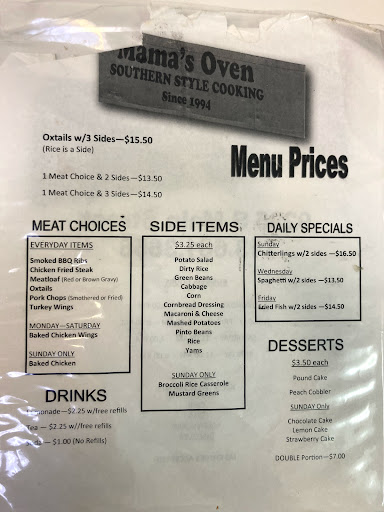 Mama's Oven
SOUTHERN STYLE COOKING
Since 1994
Oxtails w/3 Sides—$15.50
(Rice is a Side)
Menu Prices
1 Meat Choice & 2 Sides—$13.50
1 Meat Choice & 3 Sides—$14.50
MEAT CHOICES
EVERYDAY ITEMS
Smoked BBQ Ribs
Chicken Fried Steak
Meatloaf (Red or Brown Gravy)
Oxtails
Pork Chops (Smothered or Fried)
Turkey Wings
MONDAY—SATURDAY
Baked Chicken Wings
SUNDAY ONLY
Baked Chicken
SIDE ITEMS
$3.25 each
Potato Salad
Dirty Rice
Green Beans
Cabbage
Corn
Cornbread Dressing
Macaroni & Cheese
Mashed Potatoes
Pinto Beans
Rice
Yams
SUNDAY ONLY
Broccoli Rice Casserole
Mustard Greens
DAILY SPECIALS
Sunday
Chitterlings w/2 sides—$16.50
Wednesday
Spaghetti w/2 sides—$13.50
Friday
Fried Fish w/2 sides—$14.50
DESSERTS
$3.50 each
Pound Cake
Peach Cobbler
SUNDAY Only
Chocolate Cake
Lemon Cake
Strawberry Cake
DOUBLE Portion—$7.00
DRINKS
Lemonade—$2.25 w/free refills
Tea — $2.25 w//free refills
— $1.00 (No Refills)